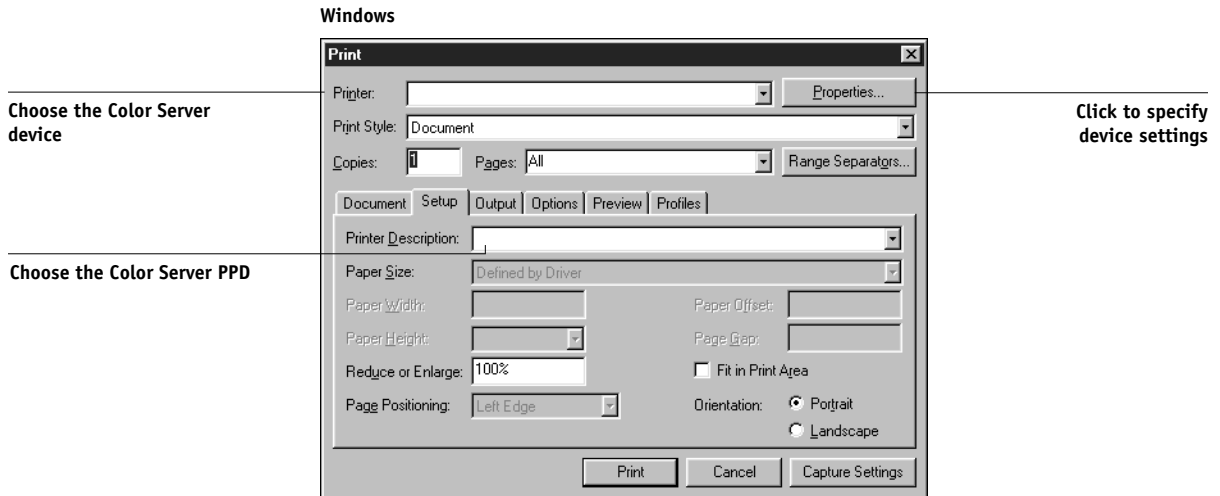 Windows
Print
Printer:
Properties...
Choose the Color Server
device
Click to specify
device settings
Print Style: Document
Copies: 1 Pages: All Range Separators...
Document Setup Output Options Preview Profiles
Printer Description:
Choose the Color Server PPD
Paper Size: Defined by Driver
Paper Width: Paper Offset:
Paper Height: Page Gap:
Reduce or Enlarge: 100% Fit in Print Area
Page Positioning: Left Edge Orientation: Portrait
Landscape
Print Cancel Capture Settings